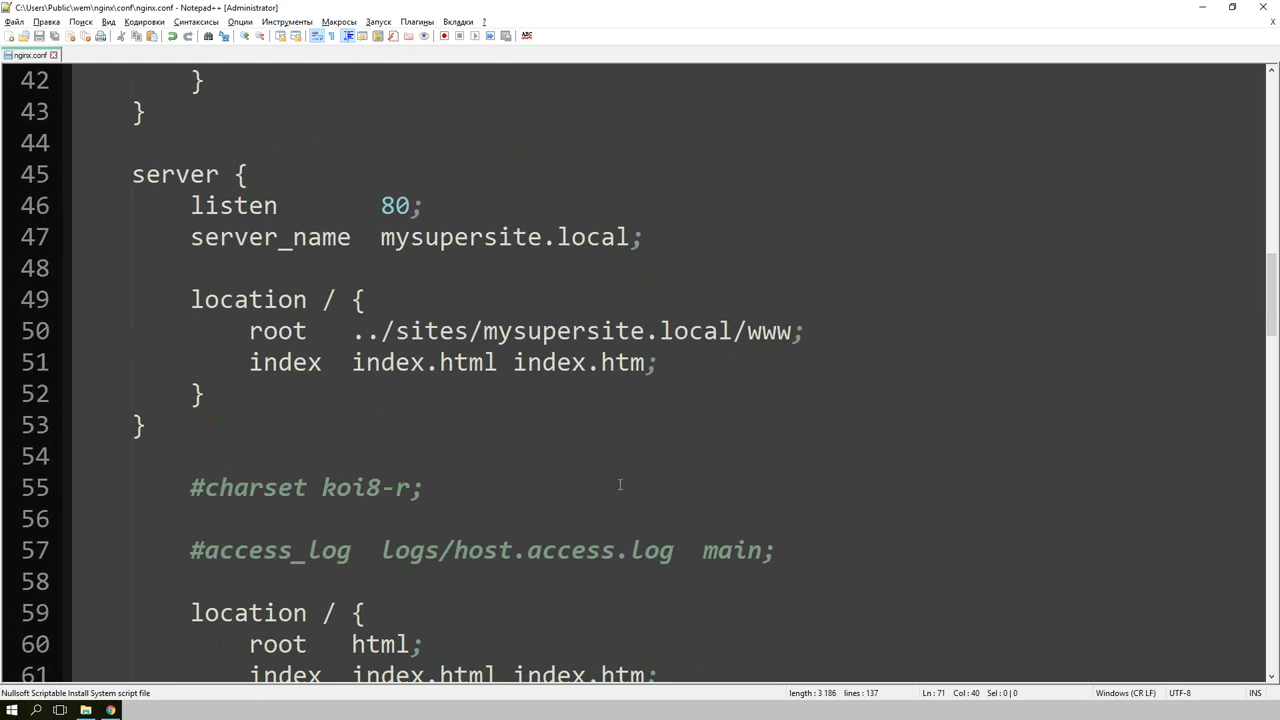 C:\Users\Public\wem\nginx\conf\nginx.conf - Notepad++ [Administrator]
Файл Правка Поиск Вид Кодировки Синтаксисы Опции Инструменты Макросы Запуск Плагины Вкладки ? X
nginx.conf
42 }
43 }
44
45 server {
46 listen 80;
47 server_name mysupersite.local;
48
49 location / {
50 root ../sites/mysupersite.local/www;
51 index index.html index.htm;
52 }
53 }
54
55 #charset koi8-r;
56
57 #access_log logs/host.access.log main;
58
59 location / {
60 root html;
61 index index.html index.htm;
Nullsoft Scriptable Install System script file length : 3 186 lines : 137 Ln : 71 Col : 40 Sel : 0 | 0 Windows (CR LF) UTF-8 INS